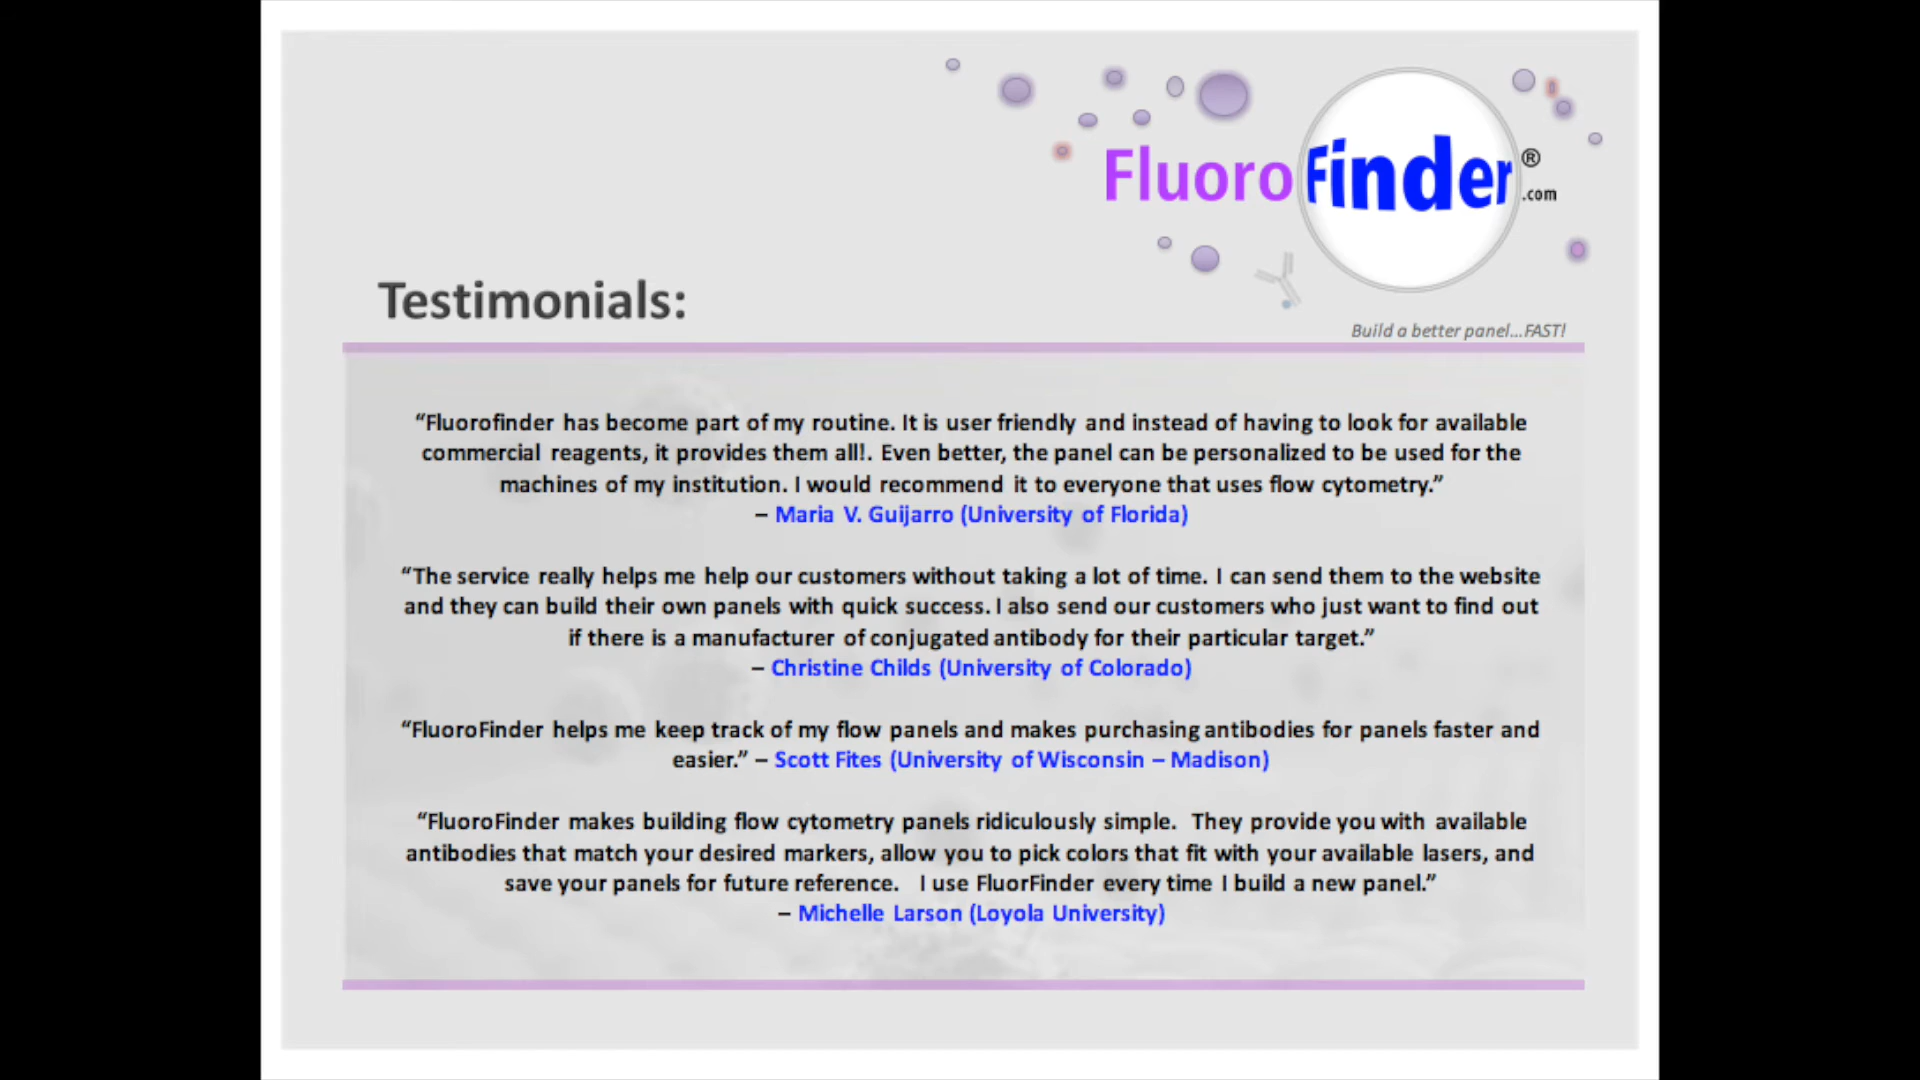 FluoroFinder®
.com
Testimonials:
Build a better panel...FAST!
“Fluorofinder has become part of my routine. It is user friendly and instead of having to look for available
commercial reagents, it provides them all!. Even better, the panel can be personalized to be used for the
machines of my institution. I would recommend it to everyone that uses flow cytometry.”
– Maria V. Guijarro (University of Florida)
“The service really helps me help our customers without taking a lot of time. I can send them to the website
and they can build their own panels with quick success. I also send our customers who just want to find out
if there is a manufacturer of conjugated antibody for their particular target.”
– Christine Childs (University of Colorado)
“FluoroFinder helps me keep track of my flow panels and makes purchasing antibodies for panels faster and
easier.” – Scott Fites (University of Wisconsin – Madison)
“FluoroFinder makes building flow cytometry panels ridiculously simple. They provide you with available
antibodies that match your desired markers, allow you to pick colors that fit with your available lasers, and
save your panels for future reference. I use FluorFinder every time I build a new panel.”
– Michelle Larson (Loyola University)